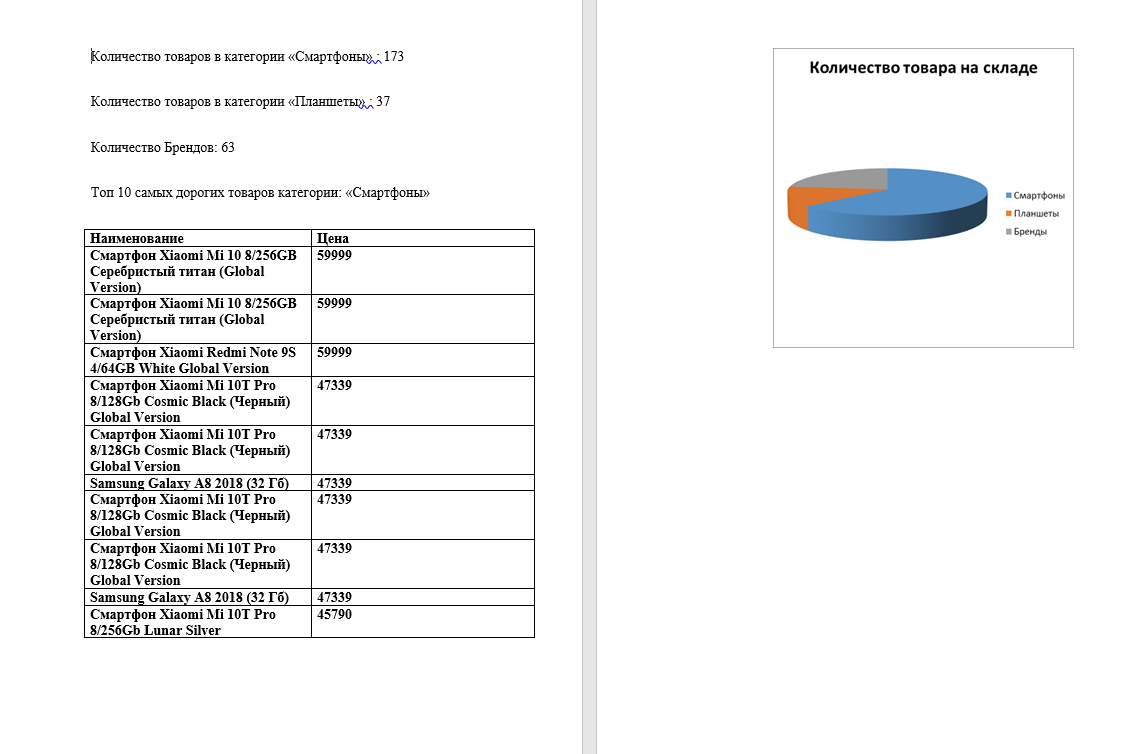 Количество товаров в категории «Смартфоны» : 173
Количество товаров в категории «Планшеты» : 37
Количество Брендов: 63
Топ 10 самых дорогих товаров категории: «Смартфоны»
Наименование Цена
Смартфон Xiaomi Mi 10 8/256GB 59999
Серебристый титан (Global
Version)
Смартфон Xiaomi Mi 10 8/256GB 59999
Серебристый титан (Global
Version)
Смартфон Xiaomi Redmi Note 9S 59999
4/64GB White Global Version
Смартфон Xiaomi Mi 10T Pro 47339
8/128Gb Cosmic Black (Черный)
Global Version
Смартфон Xiaomi Mi 10T Pro 47339
8/128Gb Cosmic Black (Черный)
Global Version
Samsung Galaxy A8 2018 (32 Гб) 47339
Смартфон Xiaomi Mi 10T Pro 47339
8/128Gb Cosmic Black (Черный)
Global Version
Смартфон Xiaomi Mi 10T Pro 47339
8/128Gb Cosmic Black (Черный)
Global Version
Samsung Galaxy A8 2018 (32 Гб) 47339
Смартфон Xiaomi Mi 10T Pro 45790
8/256Gb Lunar Silver
Количество товара на складе
Смартфоны
Планшеты
Бренды